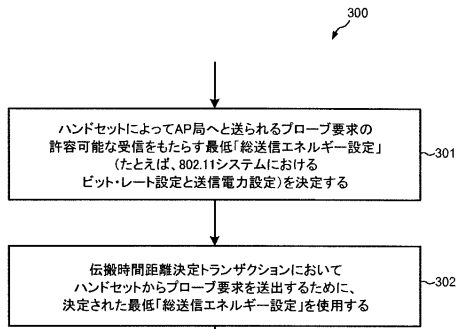 300
ハンドセットによってAP局へと送られるプローブ要求の
許容可能な受信をもたらす最低「総送信エネルギー設定」
(たとえば、802.11システムにおける
ビット・レート設定と送信電力設定)を決定する
301
伝搬時間距離決定トランザクションにおいて
ハンドセットからプローブ要求を送出するために、
決定された最低「総送信エネルギー設定」を使用する
302